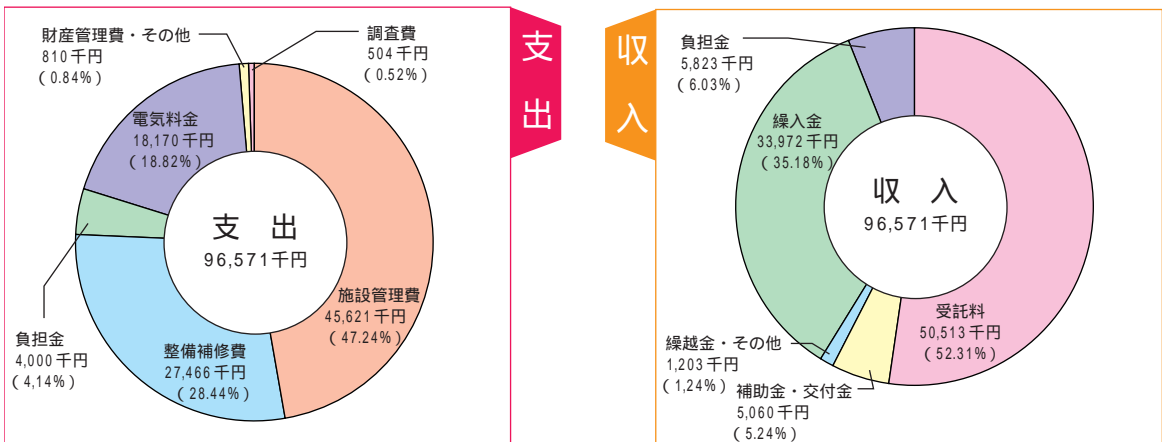 財産管理費・その他
810千円
（0.84%）
調査費
504千円
（0.52%）
電気料金
18,170千円
（18.82%）
支 出
96,571千円
施設管理費
45,621千円
（47.24%）
負担金
4,000千円
（4,14%）
整備補修費
27,466千円
（28.44%）
支出
収入
負担金
5,823千円
（6.03%）
繰入金
33,972千円
（35.18%）
収 入
96,571千円
受託料
50,513千円
（52.31%）
繰越金・その他
1,203千円
（1,24%）
補助金・交付金
5,060千円
（5.24%）